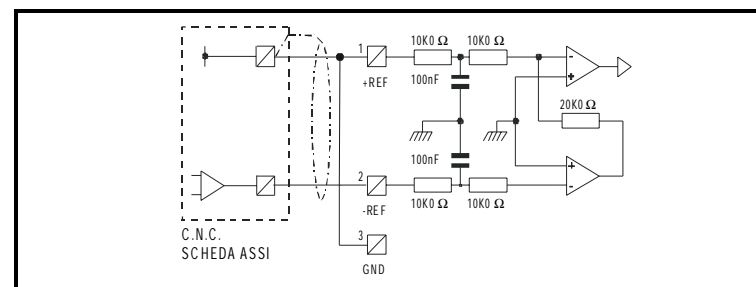 10K0 Ω 10K0 Ω
1
+REF
100nF
-
+
20K0 Ω
100nF
+
-
2
-REF
10K0 Ω 10K0 Ω
C.N.C.
SCHEDA ASSI
3
GND